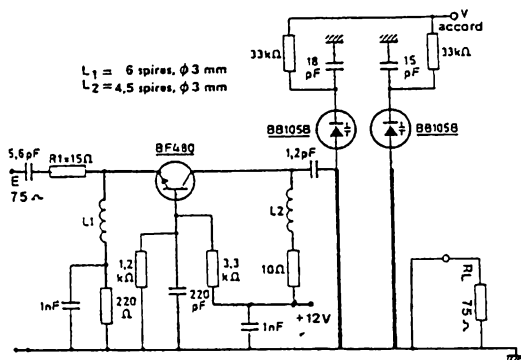 V
accord
33kΩ
18
pF
15
pF
33kΩ
L1 = 6 spires, ϕ 3 mm
L2 = 4,5 spires, ϕ 3 mm
BB105B
BB105B
BF480
5,6pF
R1=15Ω
1,2pF
E
75 Ω
L1
L2
1,2
kΩ
3,3
kΩ
10Ω
RL
75Ω
1nF
220
Ω
220
pF
+12V
1nF